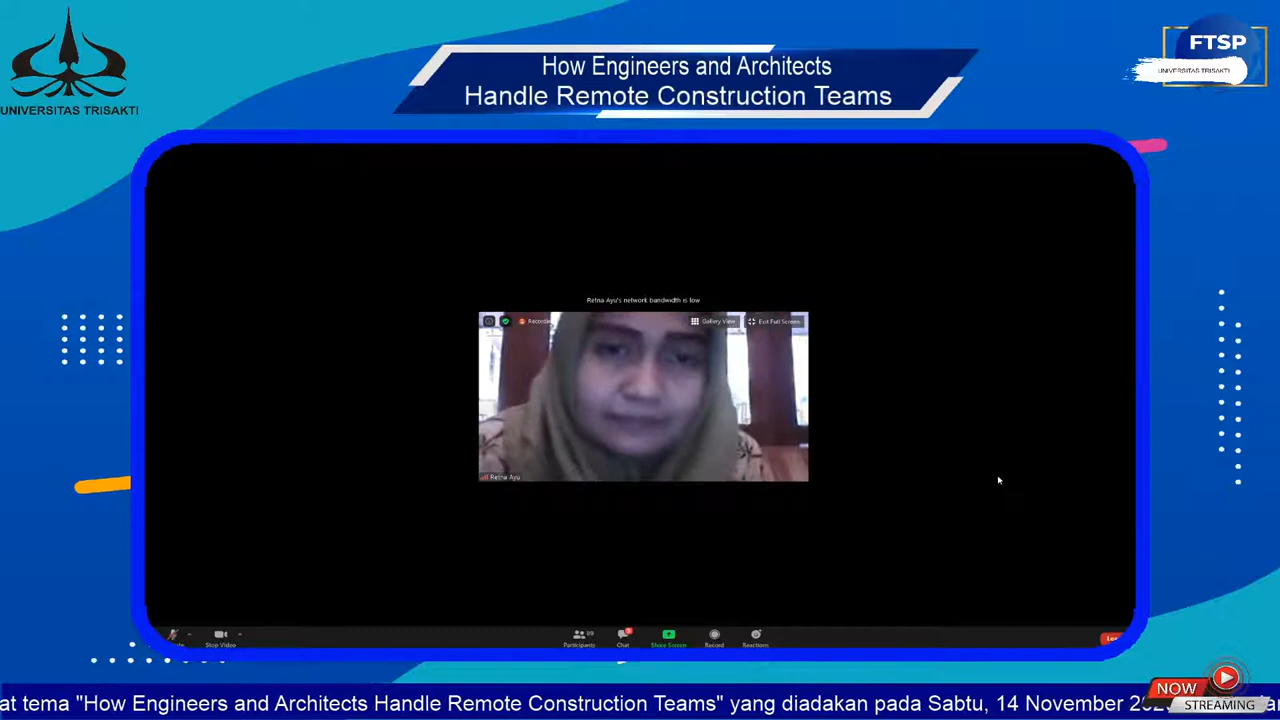 UNIVERSITAS TRISAKTI
How Engineers and Architects
Handle Remote Construction Teams
FTSP
UNIVERSITAS TRISAKTI
Retna Ayu's network bandwidth is low
Recording
Gallery View
Exit Full Screen
Retna Ayu
Stop Video
Participants
Chat
Share Screen
Record
Reactions
at tema "How Engineers and Architects Handle Remote Construction Teams" yang diadakan pada Sabtu, 14 November
NOW
STREAMING